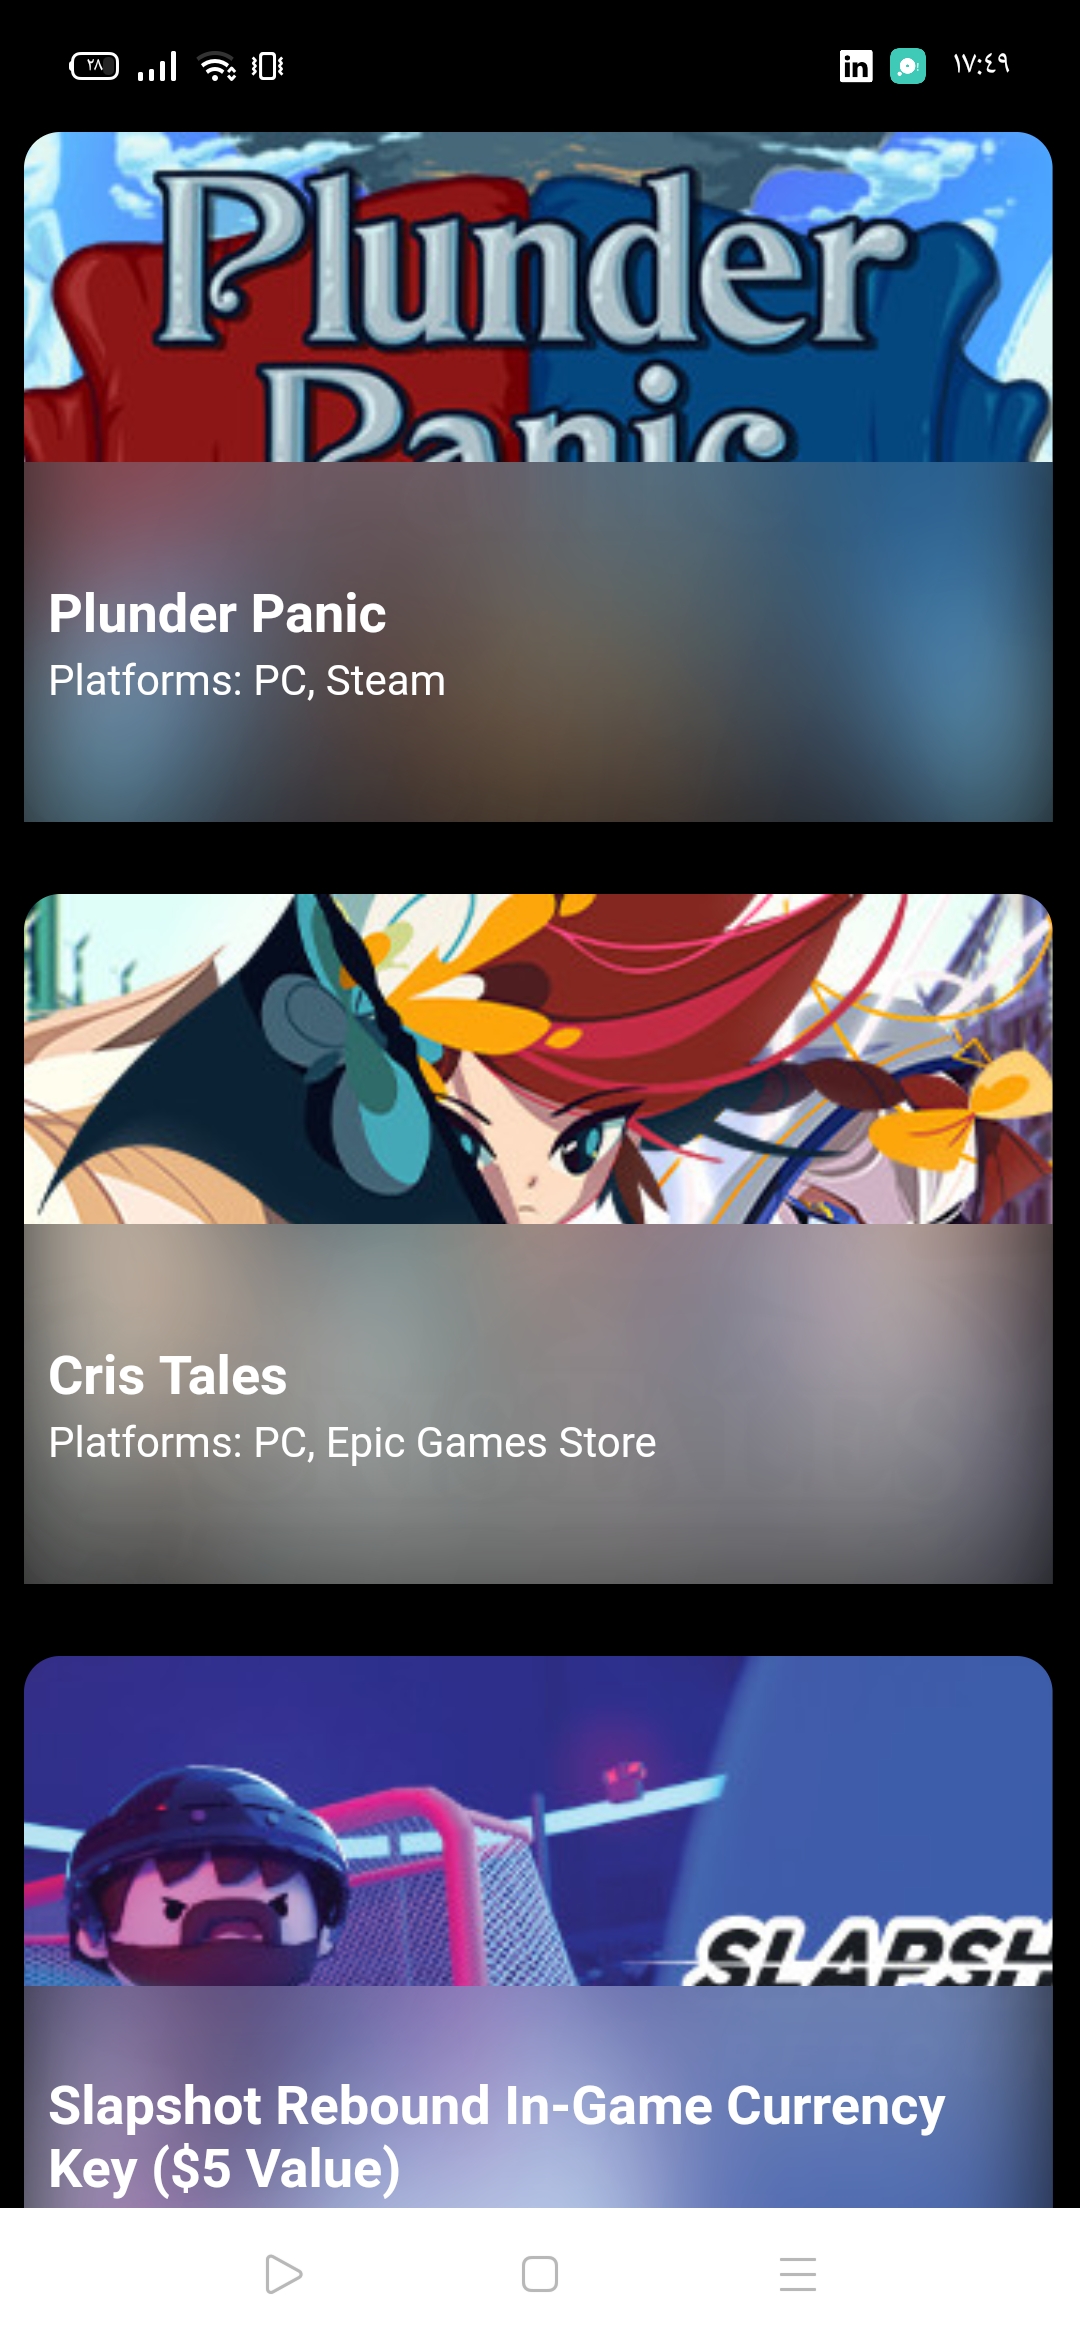 ٢٨
in
١٧:٤٩
Plunder
Panic
Plunder Panic
Platforms: PC, Steam
Cris Tales
Platforms: PC, Epic Games Store
SLAPSH
Slapshot Rebound In-Game Currency
Key ($5 Value)